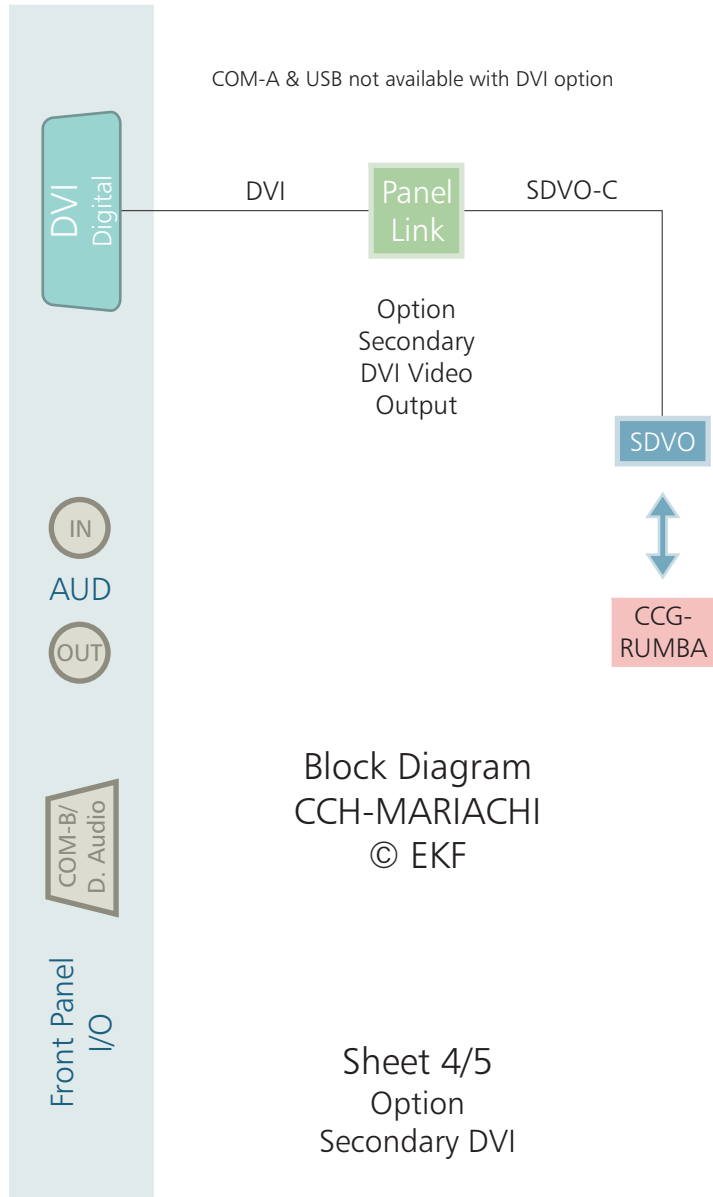 COM-A & USB not available with DVI option
DVI
Digital
DVI
Panel
Link
SDVO-C
Option
Secondary
DVI Video
Output
SDVO
IN
AUD
OUT
CCG-
RUMBA
Block Diagram
CCH-MARIACHI
© EKF
COM-B/
D. Audio
Front Panel
I/O
Sheet 4/5
Option
Secondary DVI